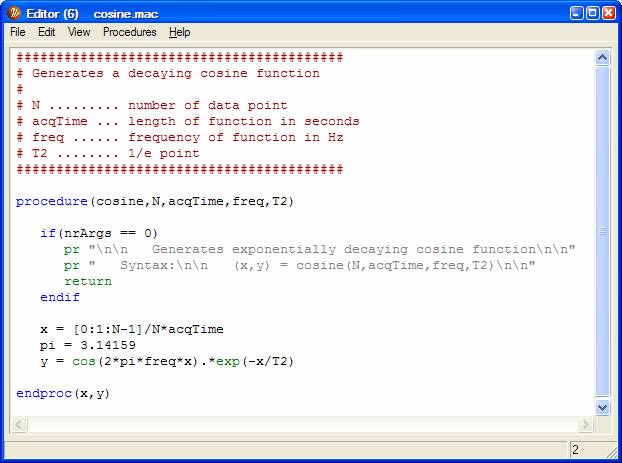 Editor (6) cosine.mac
File Edit View Procedures Help
#########################################
# Generates a decaying cosine function
#
# N ......... number of data point
# acqTime ... length of function in seconds
# freq ...... frequency of function in Hz
# T2 ........ 1/e point
#########################################
procedure(cosine,N,acqTime,freq,T2)
if(nrArgs == 0)
pr "\n\n   Generates exponentially decaying cosine function\n\n"
pr "   Syntax:\n\n   (x,y) = cosine(N,acqTime,freq,T2)\n\n"
return
endif
x = [0:1:N-1]/N*acqTime
pi = 3.14159
y = cos(2*pi*freq*x).*exp(-x/T2)
endproc(x,y)
2